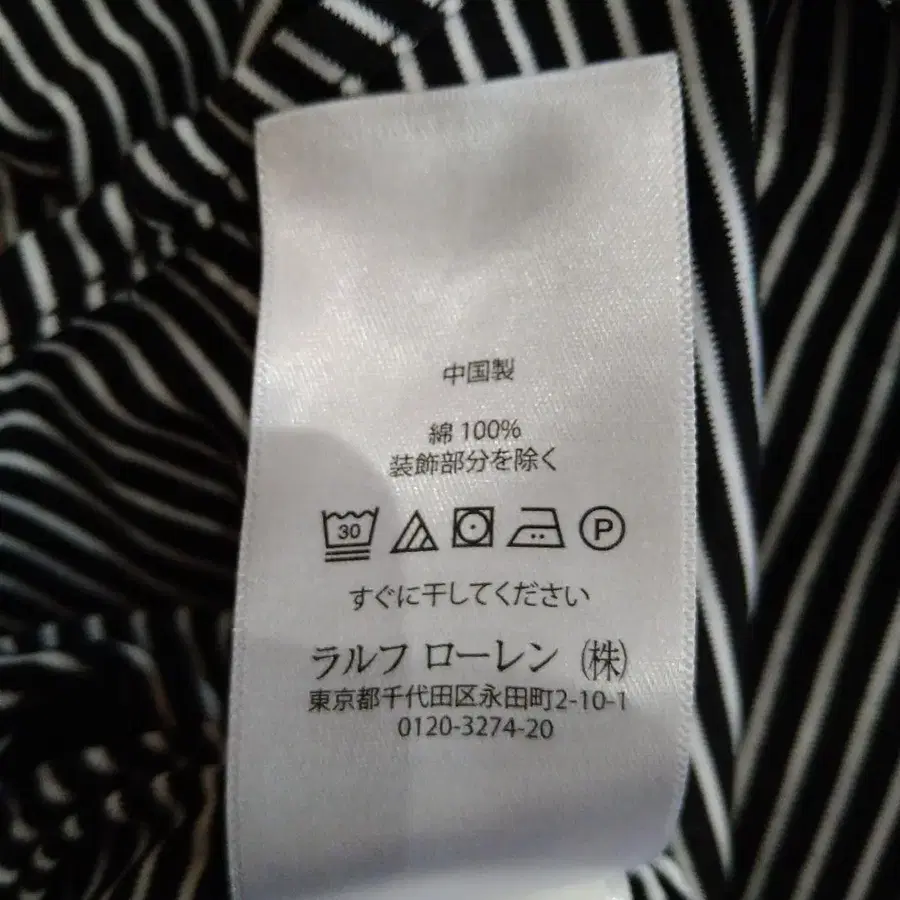 中国製
綿 100%
装飾部分を除く
30 P
すぐに干してください
ラルフ ローレン (株)
東京都千代田区永田町2-10-1
0120-3274-20